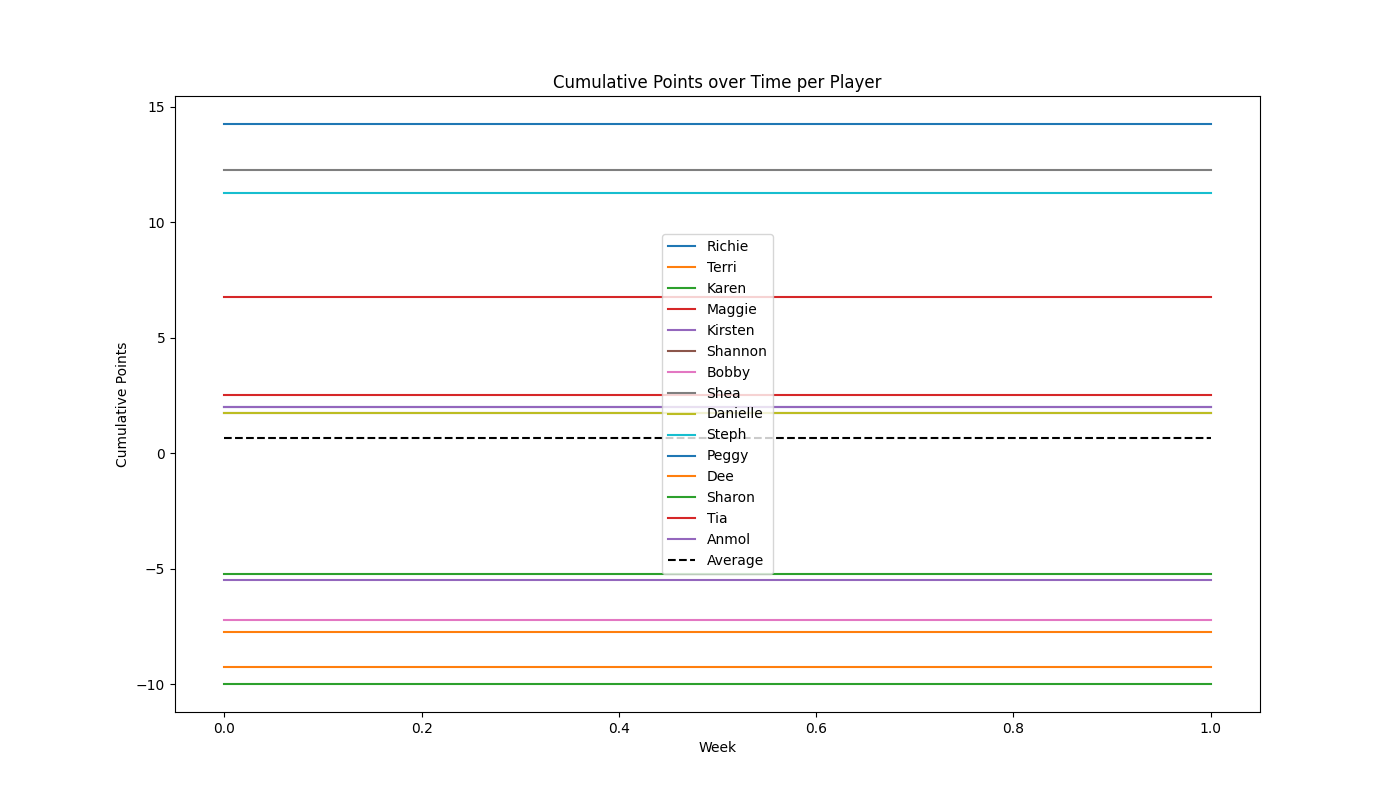 Cumulative Points over Time per Player
15
10
5
0
−5
−10
Cumulative Points
Richie
Terri
Karen
Maggie
Kirsten
Shannon
Bobby
Shea
Danielle
Steph
Peggy
Dee
Sharon
Tia
Anmol
Average
0.0 0.2 0.4 0.6 0.8 1.0
Week